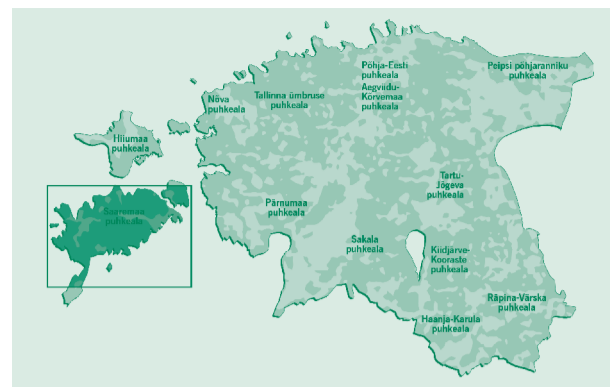 Põhja-Eesti
puhkeala
Aegviidu-
Kõrvemaa
puhkeala
Peipsi põhjaranniku
puhkeala
Nõva
puhkeala
Tallinna ümbruse
puhkeala
Hiiumaa
puhkeala
Tartu-
Jõgeva
puhkeala
Saaremaa
puhkeala
Pärnumaa
puhkeala
Sakala
puhkeala
Kiidjärve-
Kooraste
puhkeala
Räpina-Värska
puhkeala
Haanja-Karula
puhkeala